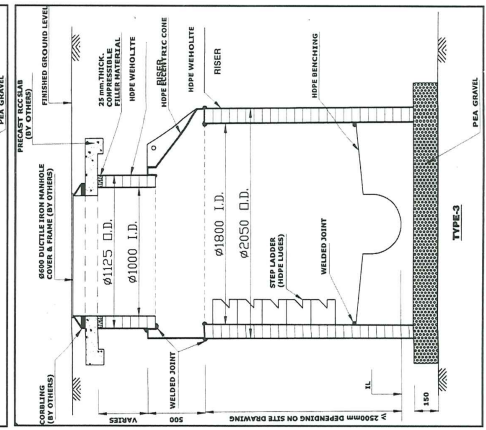 PEA GRAVEL
PRECAST RCC SLAB
(BY OTHERS)
FINISHED GROUND LEVEL
Ø600 DUCTILE IRON MANHOLE
COVER & FRAME (BY OTHERS)
25 mm.THICK.
COMPRESSIBLE
FILLER MATERIAL
HDPE WEHOLITE
RISER
HDPE ECCENTRIC CONE
HDPE WEHOLITE
RISER
CORBLING
(BY OTHERS)
Ø1125 O.D.
Ø1000 I.D.
WELDED JOINT
Ø1800 I.D.
Ø2050 O.D.
STEP LADDER
(HDPE LUGES)
HDPE BENCHING
WELDED JOINT
VARIES
500
≥ 2500mm DEPENDING ON SITE DRAWING
IL
150
PEA GRAVEL
TYPE-3